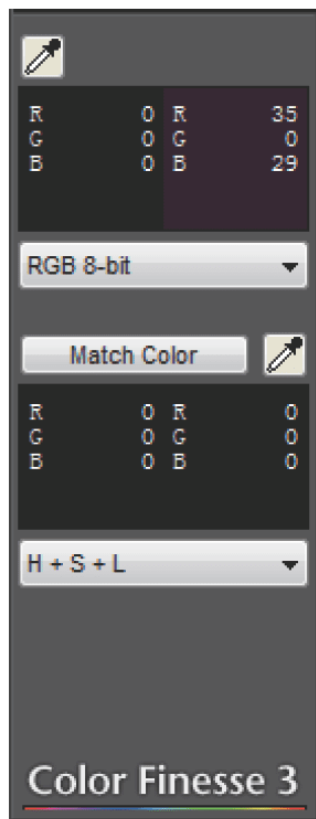 R 0 R 35
G 0 G 0
B 0 B 29
RGB 8-bit
Match Color
R 0 R 0
G 0 G 0
B 0 B 0
H + S + L
Color Finesse 3